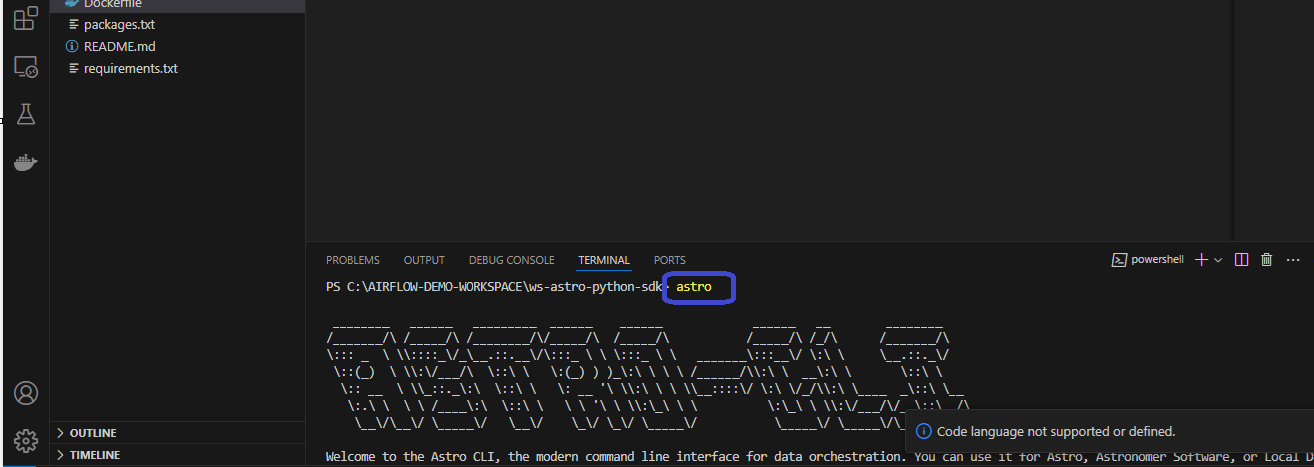 Dockerfile
packages.txt
README.md
requirements.txt
OUTLINE
TIMELINE
PROBLEMS OUTPUT DEBUG CONSOLE TERMINAL PORTS
powershell
PS C:\AIRFLOW-DEMO-WORKSPACE\ws-astro-python-sdk> astro
Code language not supported or defined.
Welcome to the Astro CLI, the modern command line interface for data orchestration. You can use it for Astro, Astronomer Software, or Local D